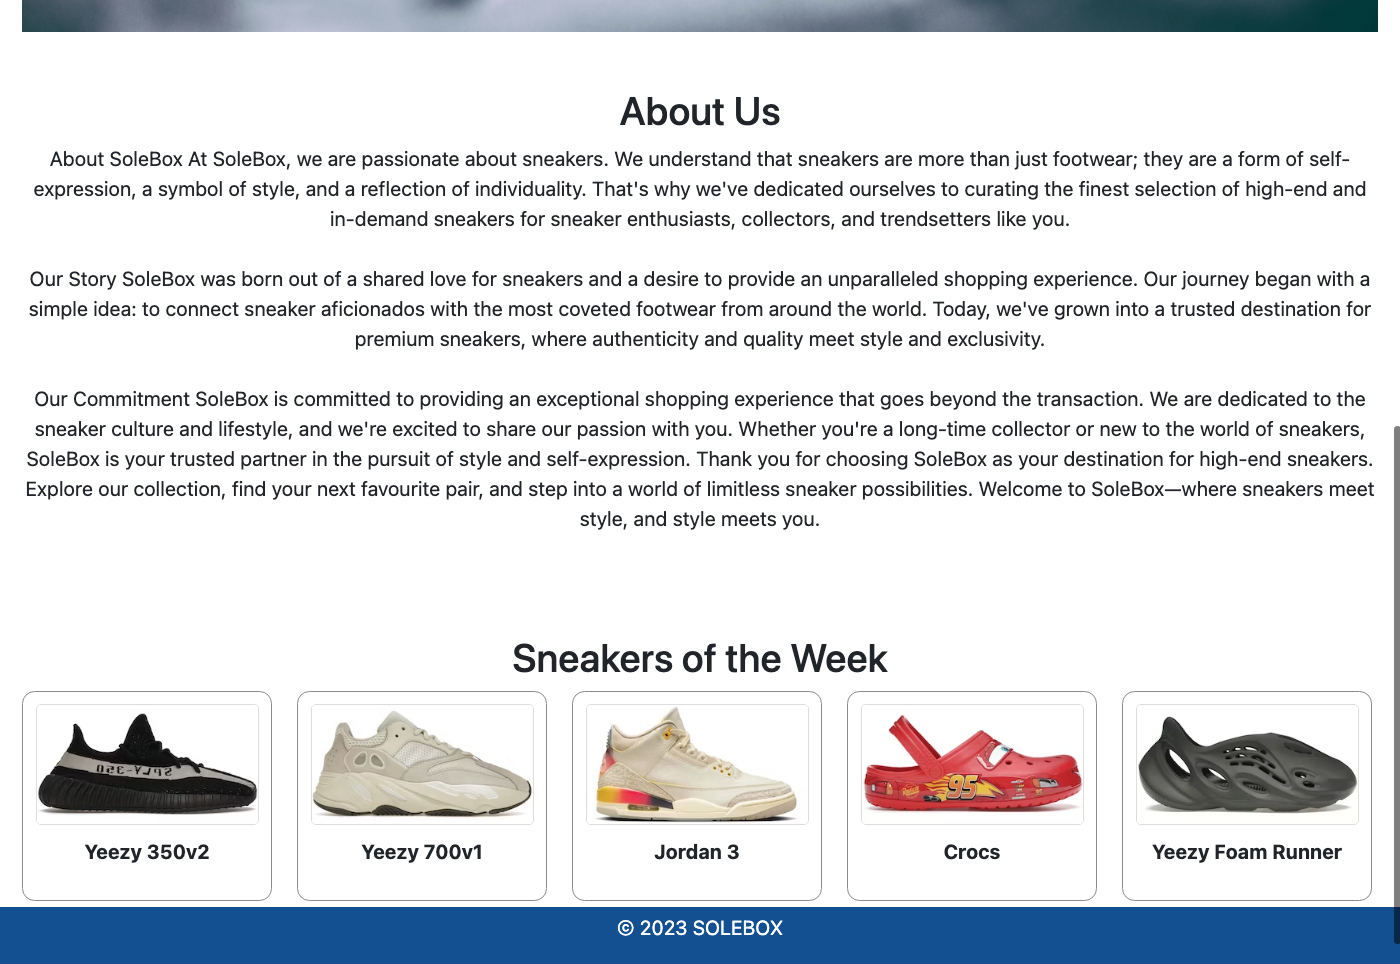 About Us
About SoleBox At SoleBox, we are passionate about sneakers. We understand that sneakers are more than just footwear; they are a form of self-
expression, a symbol of style, and a reflection of individuality. That's why we've dedicated ourselves to curating the finest selection of high-end and
in-demand sneakers for sneaker enthusiasts, collectors, and trendsetters like you.
Our Story SoleBox was born out of a shared love for sneakers and a desire to provide an unparalleled shopping experience. Our journey began with a
simple idea: to connect sneaker aficionados with the most coveted footwear from around the world. Today, we've grown into a trusted destination for
premium sneakers, where authenticity and quality meet style and exclusivity.
Our Commitment SoleBox is committed to providing an exceptional shopping experience that goes beyond the transaction. We are dedicated to the
sneaker culture and lifestyle, and we're excited to share our passion with you. Whether you're a long-time collector or new to the world of sneakers,
SoleBox is your trusted partner in the pursuit of style and self-expression. Thank you for choosing SoleBox as your destination for high-end sneakers.
Explore our collection, find your next favourite pair, and step into a world of limitless sneaker possibilities. Welcome to SoleBox—where sneakers meet
style, and style meets you.
Sneakers of the Week
SPLY-350
95
Yeezy 350v2
Yeezy 700v1
Jordan 3
Crocs
Yeezy Foam Runner
© 2023 SOLEBOX